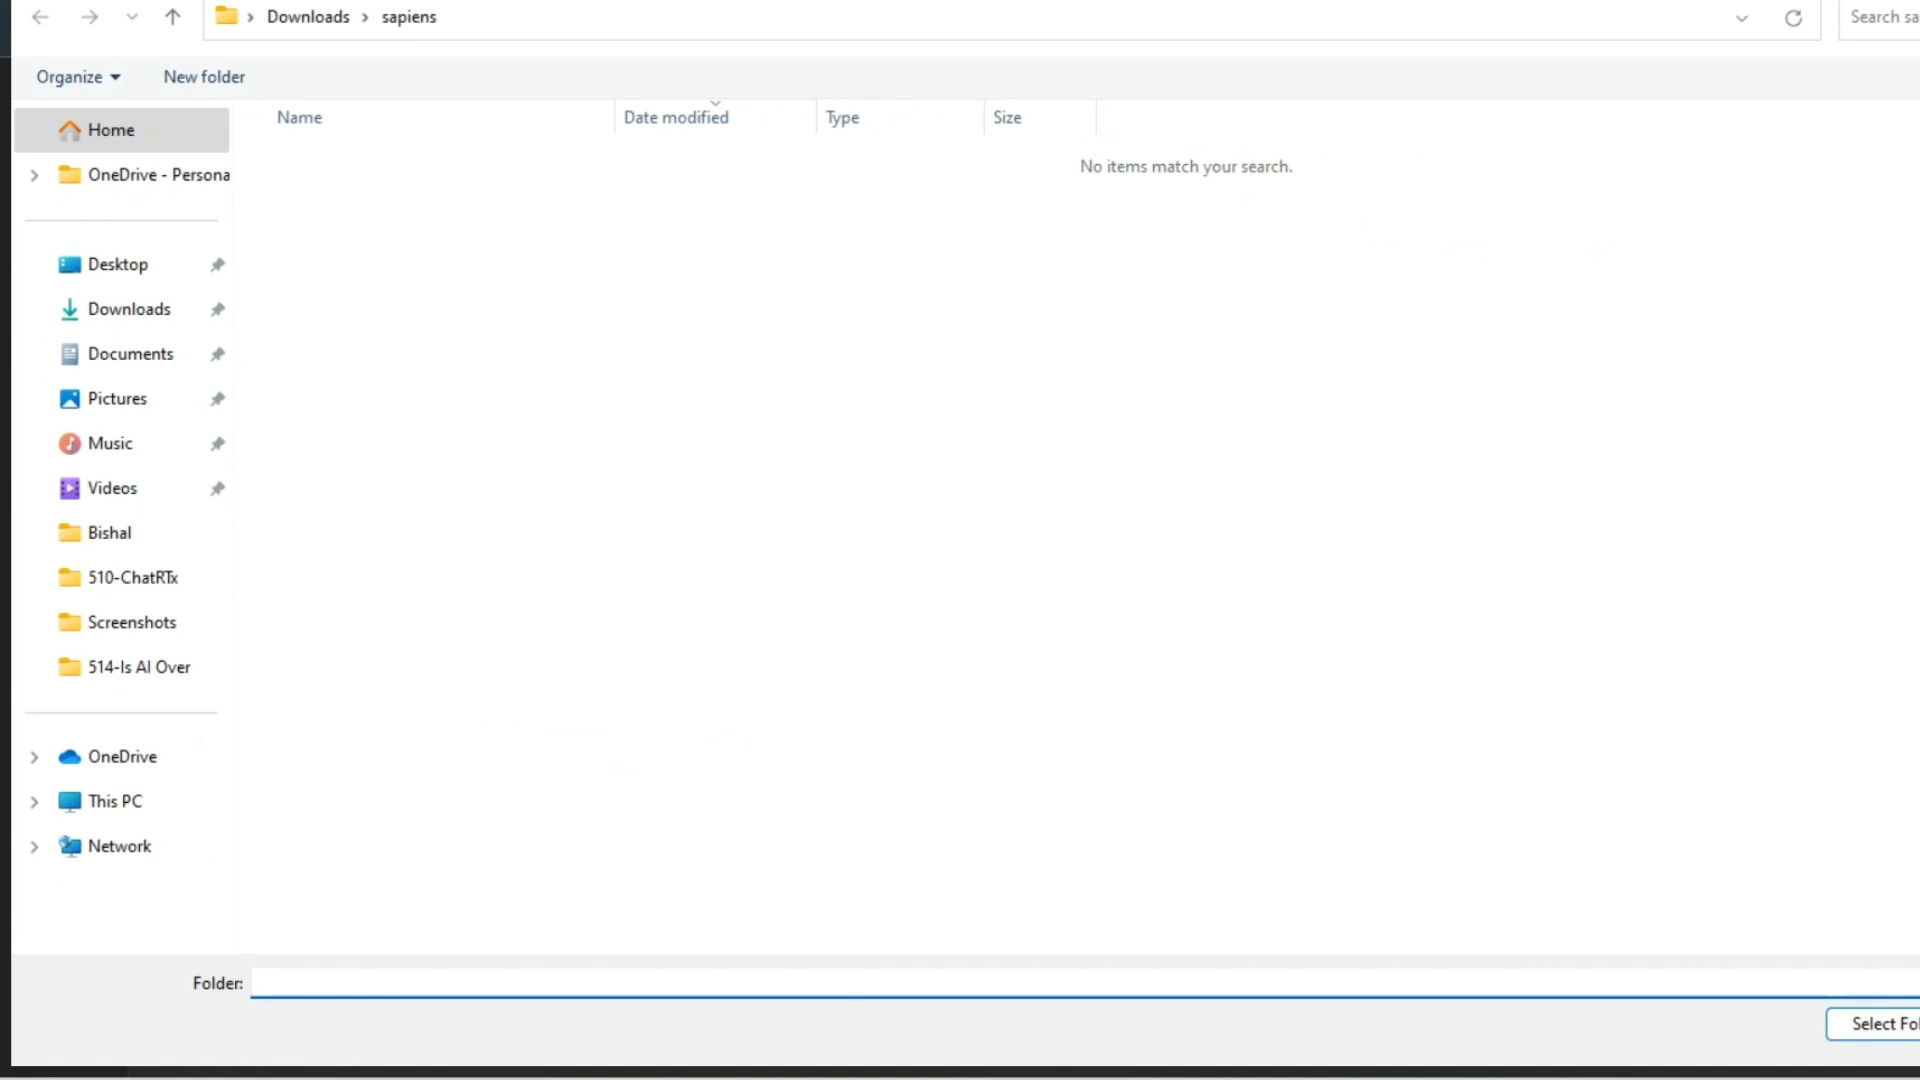 Downloads sapiens
Search sa
Organize New folder
Name Date modified Type Size
No items match your search.
Home
OneDrive - Persona
Desktop
Downloads
Documents
Pictures
Music
Videos
Bishal
510-ChatRTx
Screenshots
514-Is AI Over
OneDrive
This PC
Network
Folder:
Select Fol